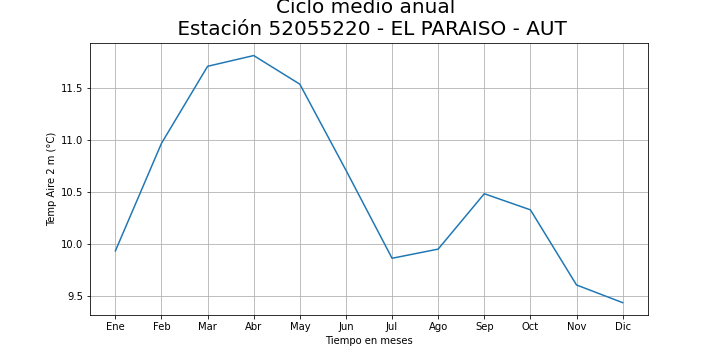 Ciclo medio anual
Estación 52055220 - EL PARAISO - AUT
Temp Aire 2 m (°C)
11.5
11.0
10.5
10.0
9.5
Ene Feb Mar Abr May Jun Jul Ago Sep Oct Nov Dic
Tiempo en meses